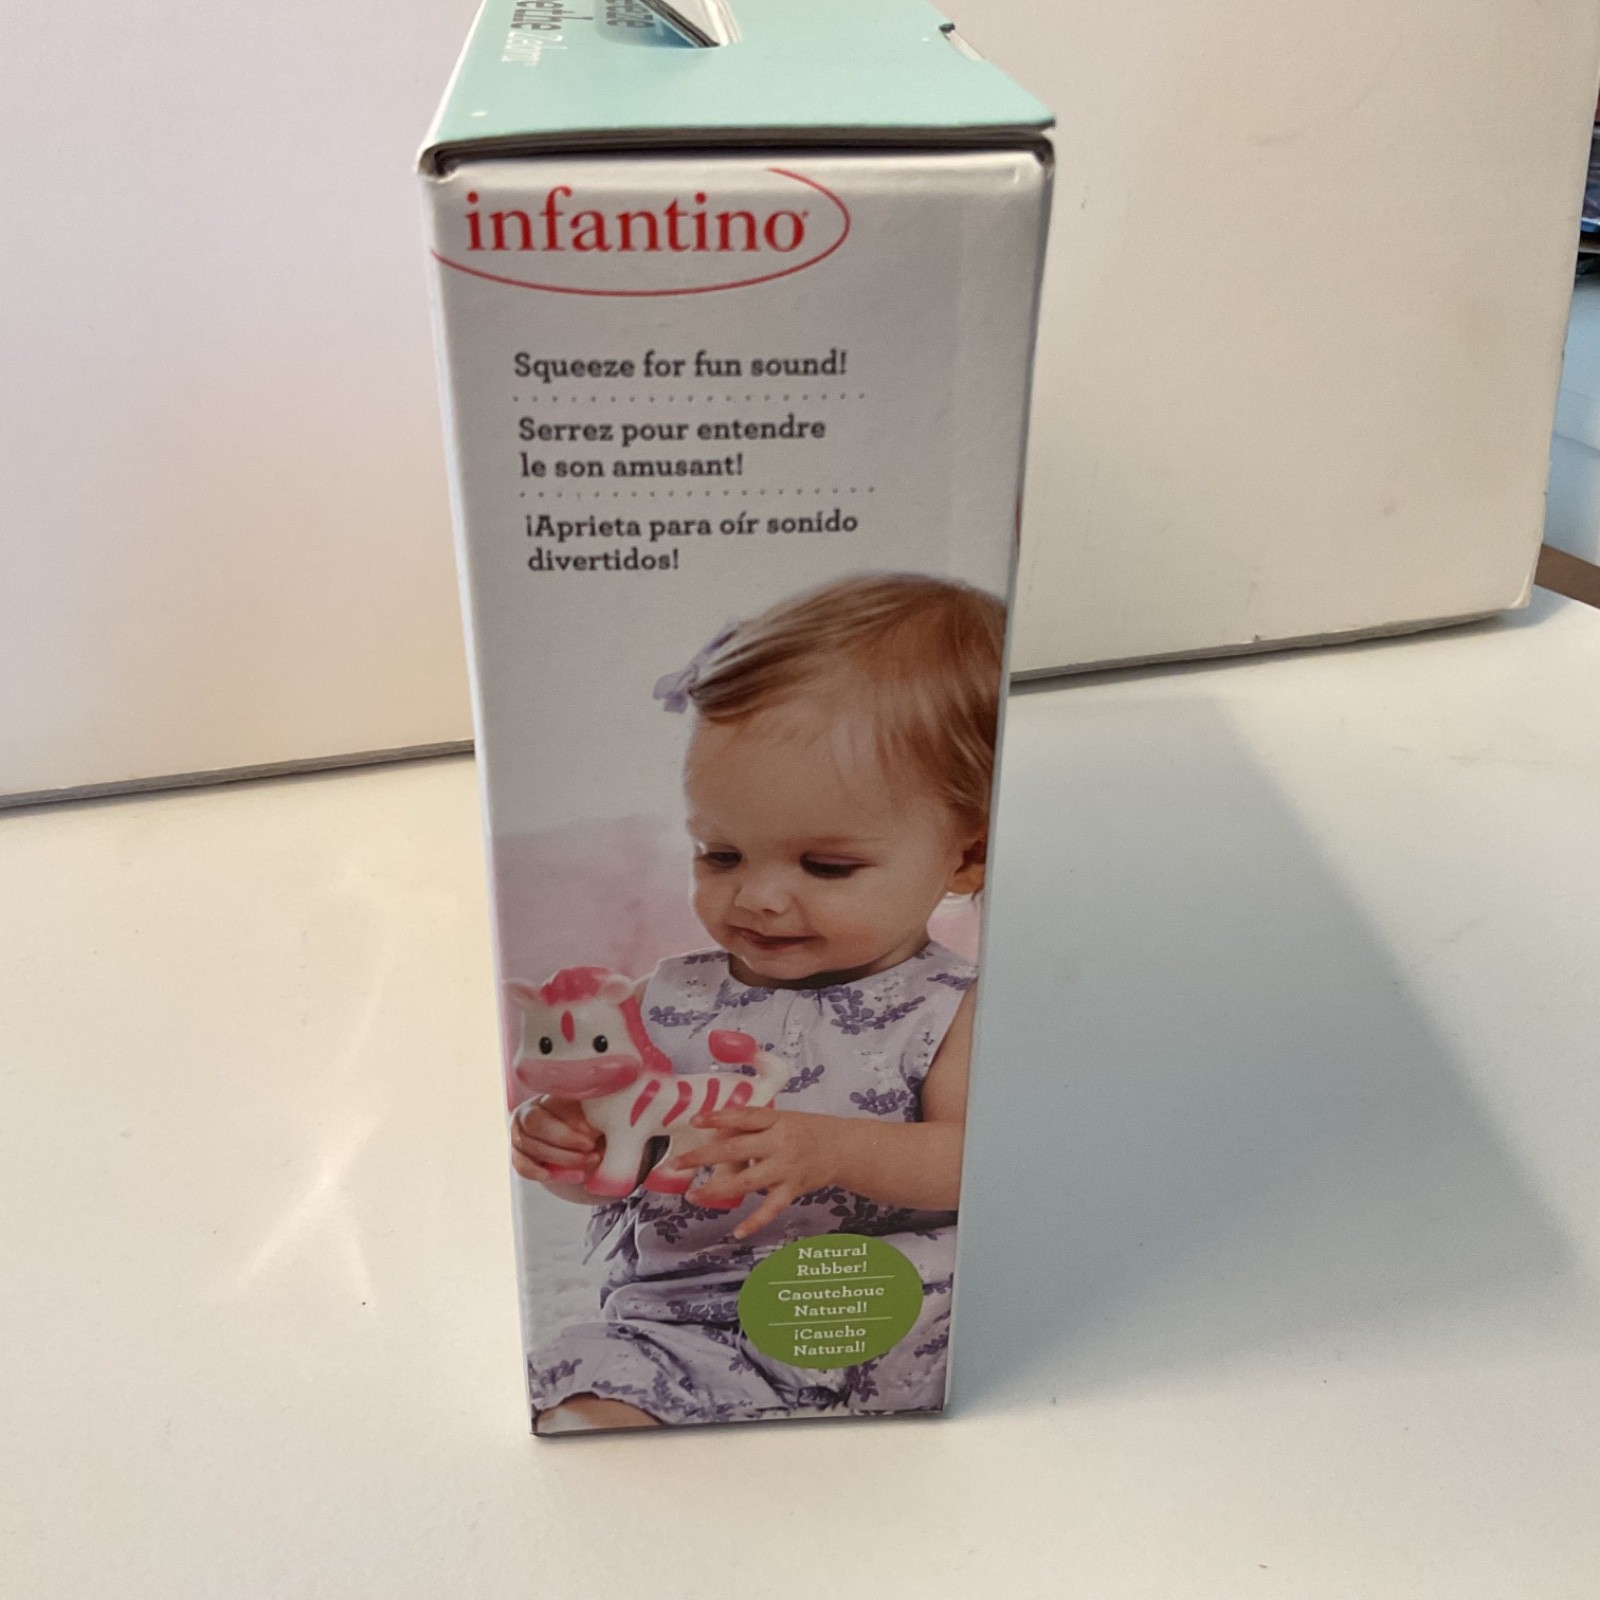 infantino
Squeeze for fun sound!
Serrez pour entendre
le son amusant!
¡Aprieta para oír sonido
divertidos!
Natural
Rubber!
Caoutchouc
Naturel!
¡Caucho
Natural!